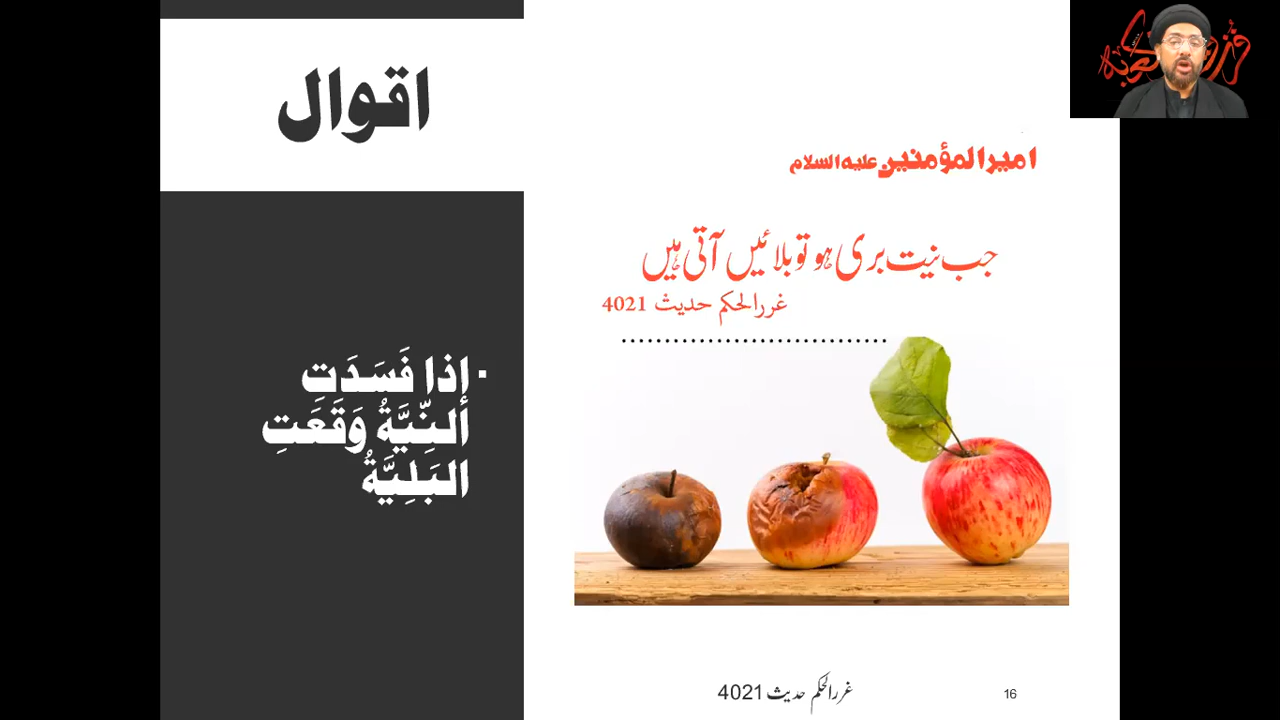 اقوال
امیرالمؤمنین علیہ السلام
جب نیت بری ہو تو بلائیں آتی ہیں
غررالحکم حدیث 4021
إذا فَسَدَتِ
النِّيَّةُ وَقَعَتِ
البَلِيَّةُ
غررالحکم حدیث 4021
16